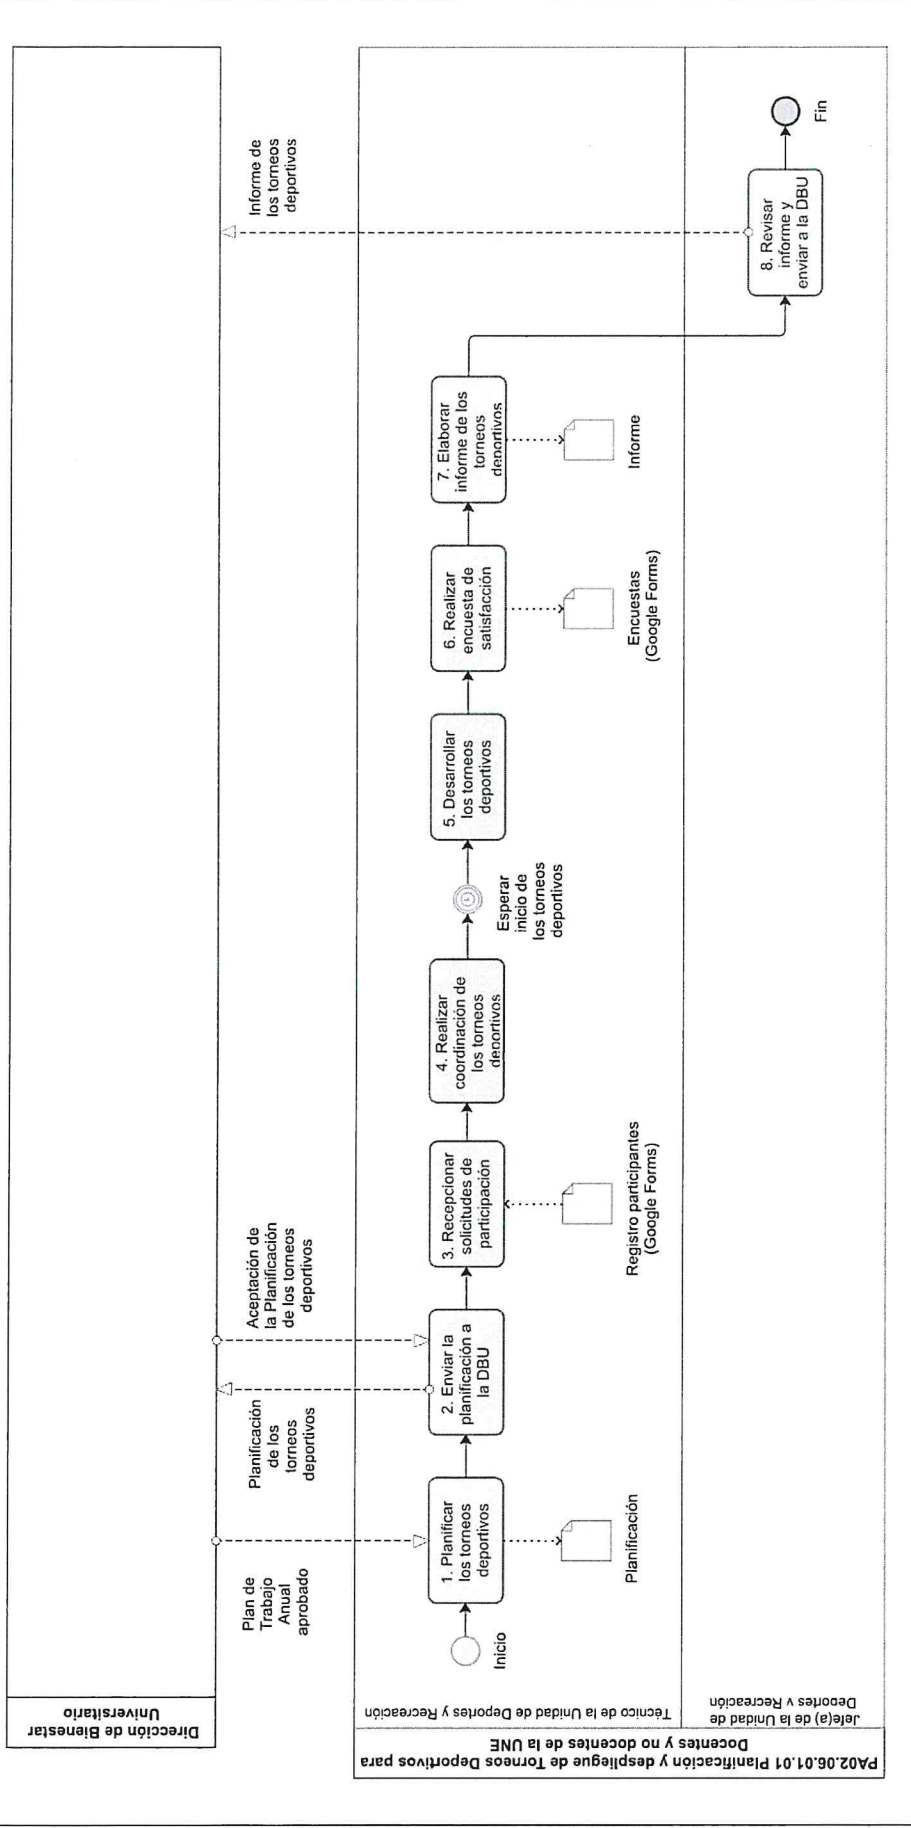 Dirección de Bienestar
Universitario
PA02.06.01.01 Planificación y despliegue de Torneos Deportivos para
Docentes y no docentes de la UNE
Técnico de la Unidad de Deportes y Recreación
Jefe(a) de la Unidad de
Deportes y Recreación
Inicio
Plan de
Trabajo
Anual
aprobado
1. Planificar
los torneos
deportivos
Planificación
Planificación
de los
torneos
deportivos
2. Enviar la
planificación a
la DBU
Aceptación de
la Planificación
de los torneos
deportivos
3. Recepcionar
solicitudes de
participación
Registro participantes
(Google Forms)
4. Realizar
coordinación de
los torneos
deportivos
Esperar
inicio de
los torneos
deportivos
5. Desarrollar
los torneos
deportivos
6. Realizar
encuesta de
satisfacción
Encuestas
(Google Forms)
7. Elaborar
informe de los
torneos
deportivos
Informe
Informe de
los torneos
deportivos
8. Revisar
informe y
enviar a la DBU
Fin